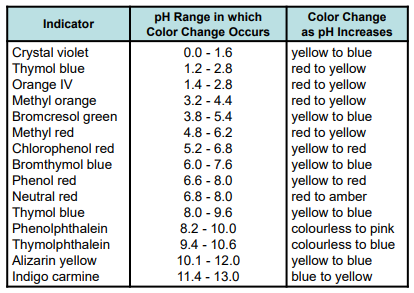 Indicator pH Range in which Color Change Occurs Color Change as pH Increases
Crystal violet 0.0 - 1.6 yellow to blue
Thymol blue 1.2 - 2.8 red to yellow
Orange IV 1.4 - 2.8 red to yellow
Methyl orange 3.2 - 4.4 red to yellow
Bromcresol green 3.8 - 5.4 yellow to blue
Methyl red 4.8 - 6.2 red to yellow
Chlorophenol red 5.2 - 6.8 yellow to red
Bromthymol blue 6.0 - 7.6 yellow to blue
Phenol red 6.6 - 8.0 yellow to red
Neutral red 6.8 - 8.0 red to amber
Thymol blue 8.0 - 9.6 yellow to blue
Phenolphthalein 8.2 - 10.0 colourless to pink
Thymolphthalein 9.4 - 10.6 colourless to blue
Alizarin yellow 10.1 - 12.0 yellow to blue
Indigo carmine 11.4 - 13.0 blue to yellow